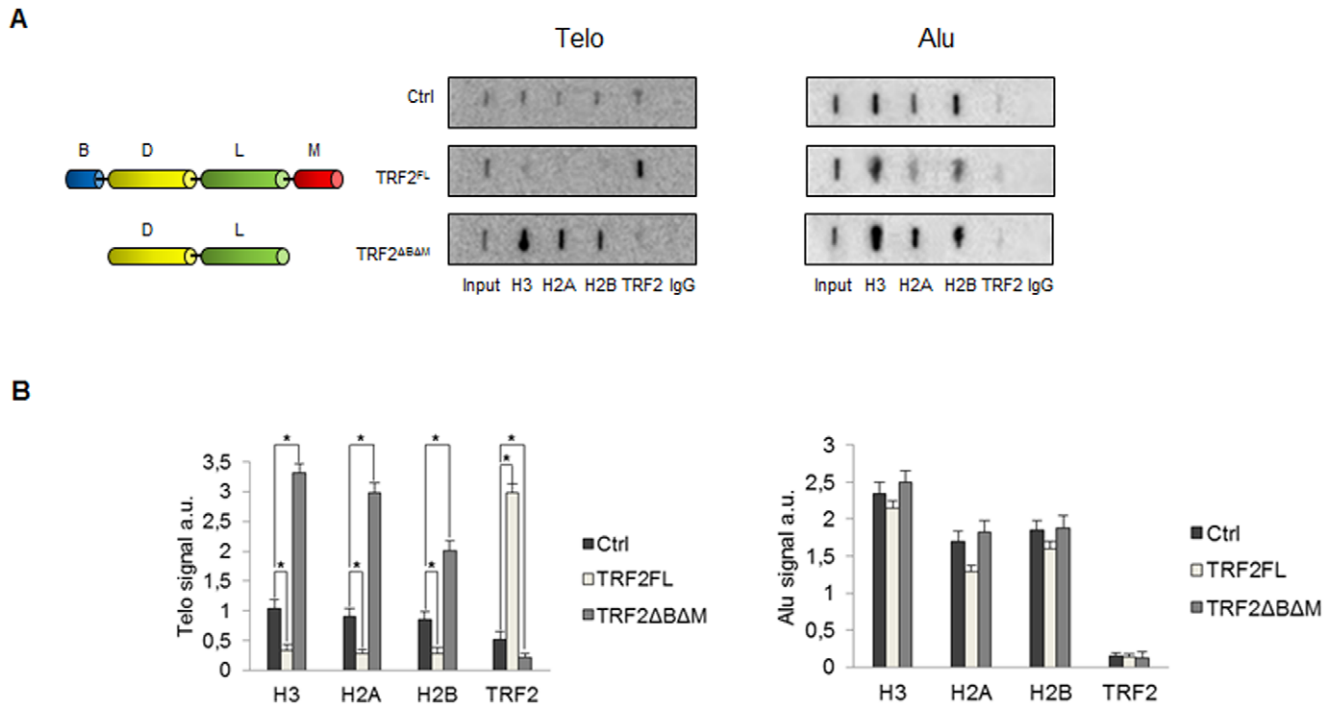 A
Telo Alu
Ctrl
B D L M
TRF2FL
D L
TRF2ΔBΔM
Input H3 H2A H2B TRF2 IgG Input H3 H2A H2B TRF2 IgG
B
Telo signal a.u.
3,5
3
2,5
2
1,5
1
0,5
0
* * * * * * * *
H3 H2A H2B TRF2
Ctrl
TRF2FL
TRF2ΔBΔM
Alu signal a.u.
3
2,5
2
1,5
1
0,5
0
H3 H2A H2B TRF2
Ctrl
TRF2FL
TRF2ΔBΔM